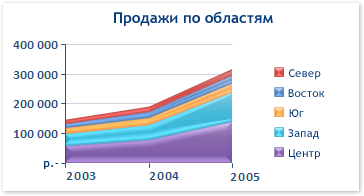 Продажи по областям
400 000
300 000
200 000
100 000
р.-
2003 2004 2005
Север
Восток
Юг
Запад
Центр